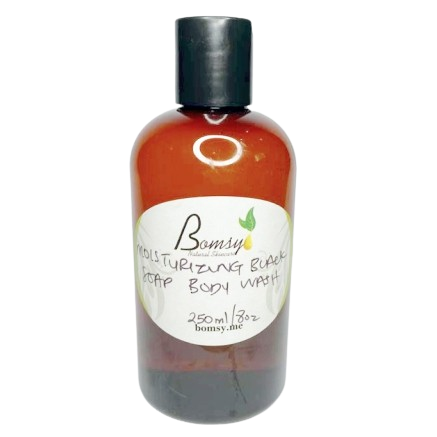 Bomsy
Natural Skincare
MOISTURIZING BLACK
SOAP BODY WASH
250ml/8oz
bomsy.me